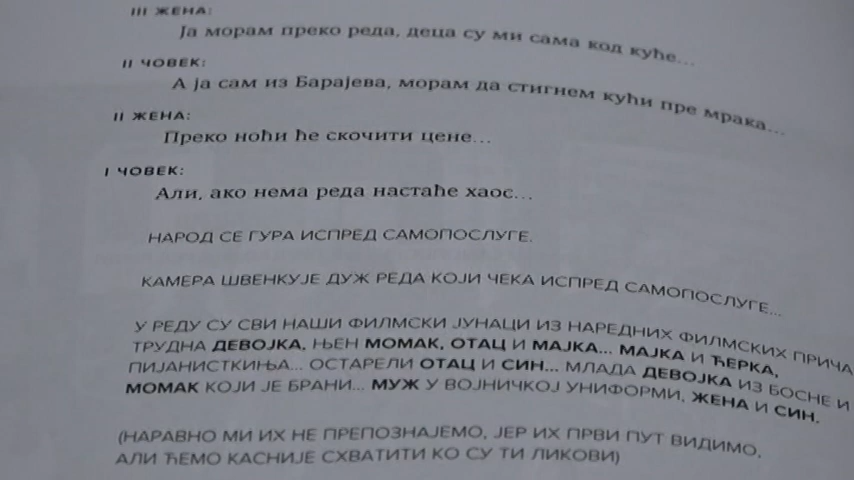 III ЖЕНА:
Ја морам преко реда, деца су ми сама код куће...
II ЧОВЕК:
А ја сам из Барајева, морам да стигнем кући пре мрака...
II ЖЕНА:
Преко ноћи ће скочити цене...
I ЧОВЕК:
Али, ако нема реда настаће хаос...
НАРОД СЕ ГУРА ИСПРЕД САМОПОСЛУГЕ.
КАМЕРА ШВЕНКУЈЕ ДУЖ РЕДА КОЈИ ЧЕКА ИСПРЕД САМОПОСЛУГЕ...
У РЕДУ СУ СВИ НАШИ ФИЛМСКИ ЈУНАЦИ ИЗ НАРЕДНИХ ФИЛМСКИХ ПРИЧА
ТРУДНА ДЕВОЈКА, ЊЕН МОМАК, ОТАЦ И МАЈКА... МАЈКА И ЋЕРКА,
ПИЈАНИСТКИЊА... ОСТАРЕЛИ ОТАЦ И СИН... МЛАДА ДЕВОЈКА ИЗ БОСНЕ И
МОМАК КОЈИ ЈЕ БРАНИ... МУЖ У ВОЈНИЧКОЈ УНИФОРМИ, ЖЕНА И СИН.
(НАРАВНО МИ ИХ НЕ ПРЕПОЗНАЈЕМО, ЈЕР ИХ ПРВИ ПУТ ВИДИМО,
АЛИ ЋЕМО КАСНИЈЕ СХВАТИТИ КО СУ ТИ ЛИКОВИ)